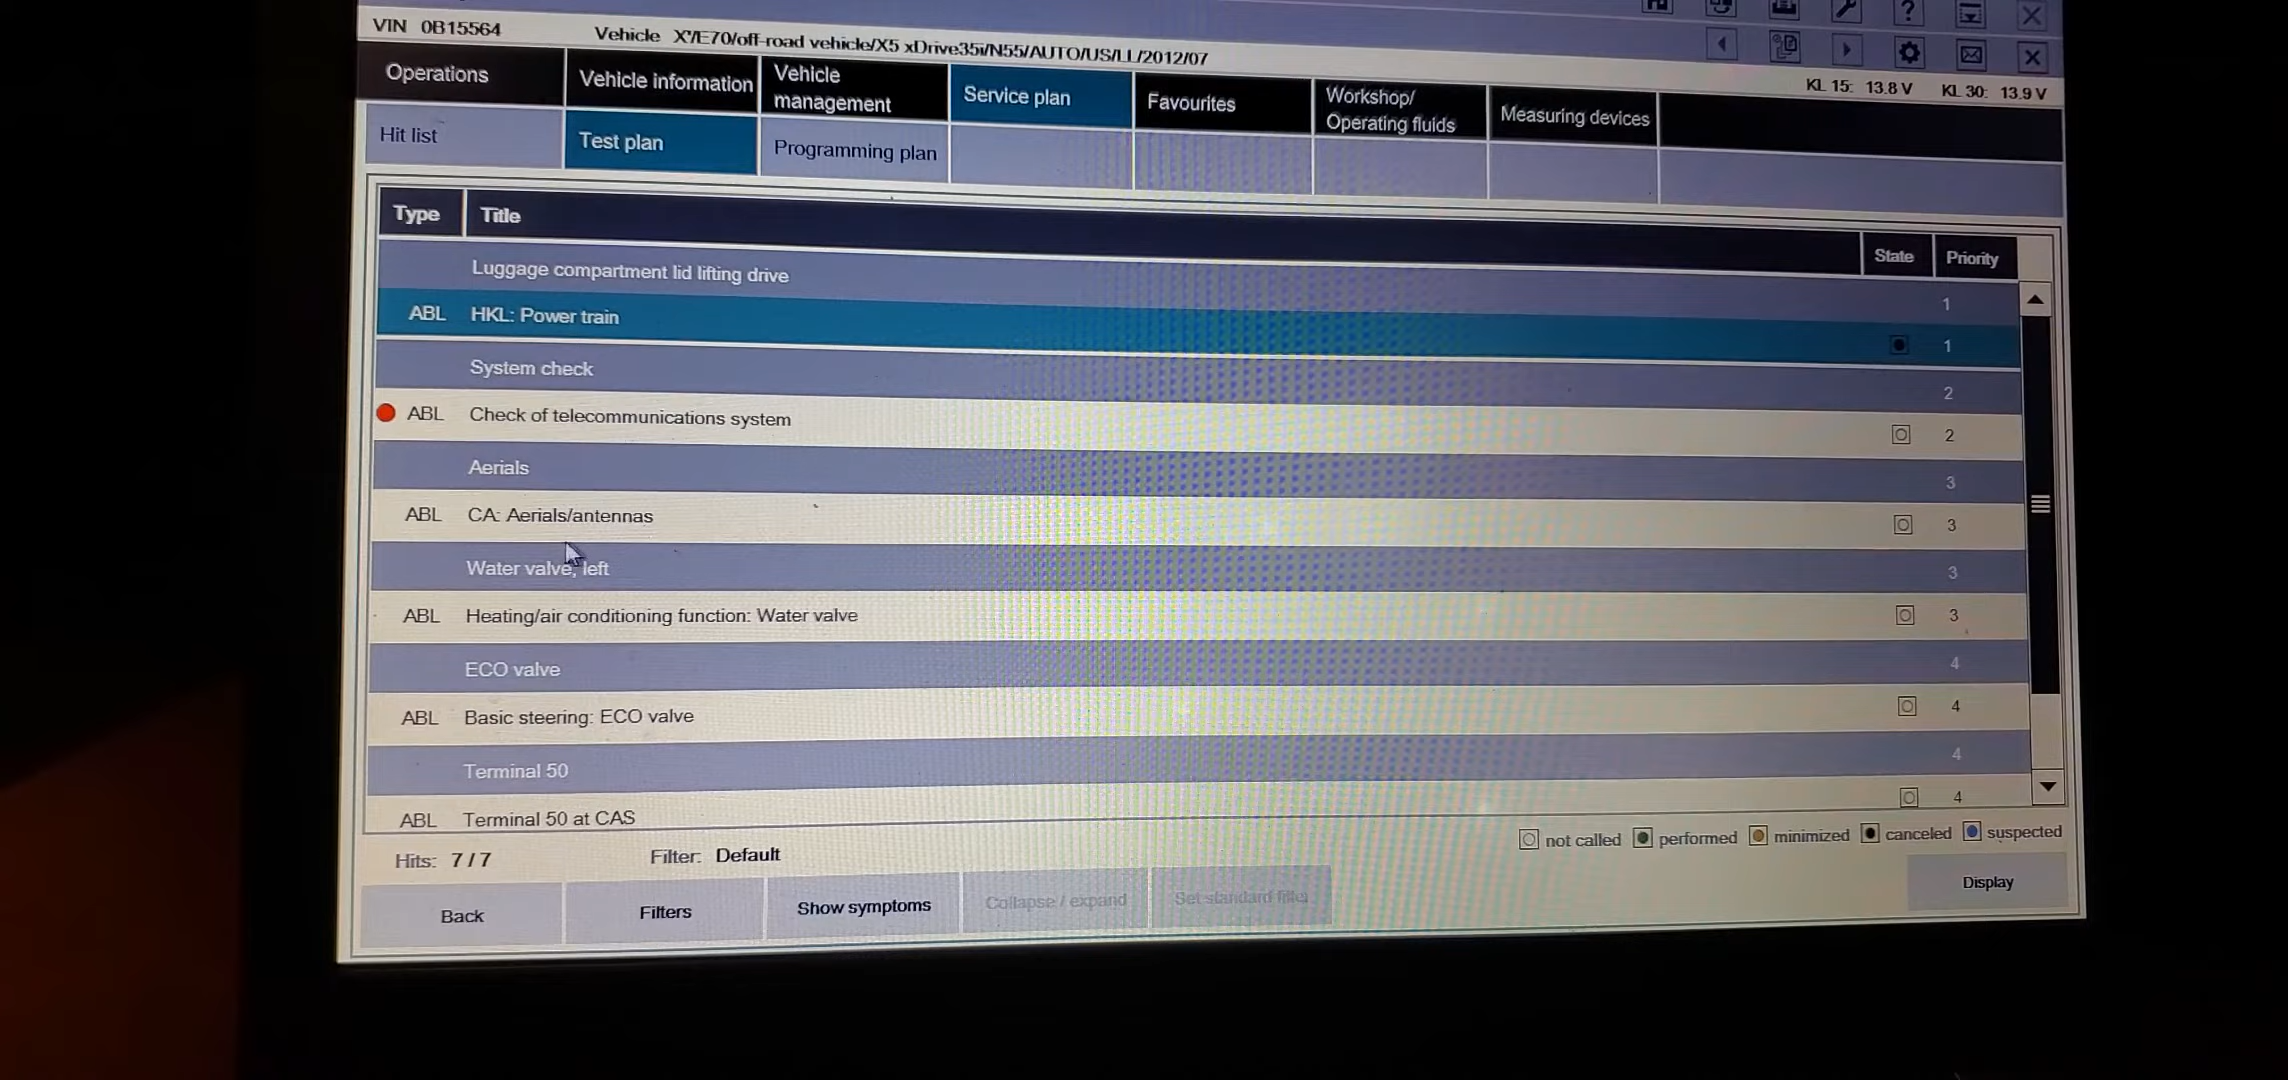 VIN 0B15564
Vehicle X'/E70/off-road vehicle/X5 xDrive35i/N55/AUTO/US/LL/2012/07
KL 15: 13.8 V KL 30: 13.9 V
Operations
Vehicle information
Vehicle management
Service plan
Favourites
Workshop/
Operating fluids
Measuring devices
Hit list
Test plan
Programming plan
Type Title State Priority
Luggage compartment lid lifting drive 1
ABL HKL: Power train 1
System check 2
ABL Check of telecommunications system 2
Aerials 3
ABL CA: Aerials/antennas 3
Water valve, left 3
ABL Heating/air conditioning function: Water valve 3
ECO valve 4
ABL Basic steering: ECO valve 4
Terminal 50 4
ABL Terminal 50 at CAS 4
Hits: 7 / 7 Filter: Default
not called performed minimized canceled suspected
Back Filters Show symptoms Collapse / expand Set standard filter Display